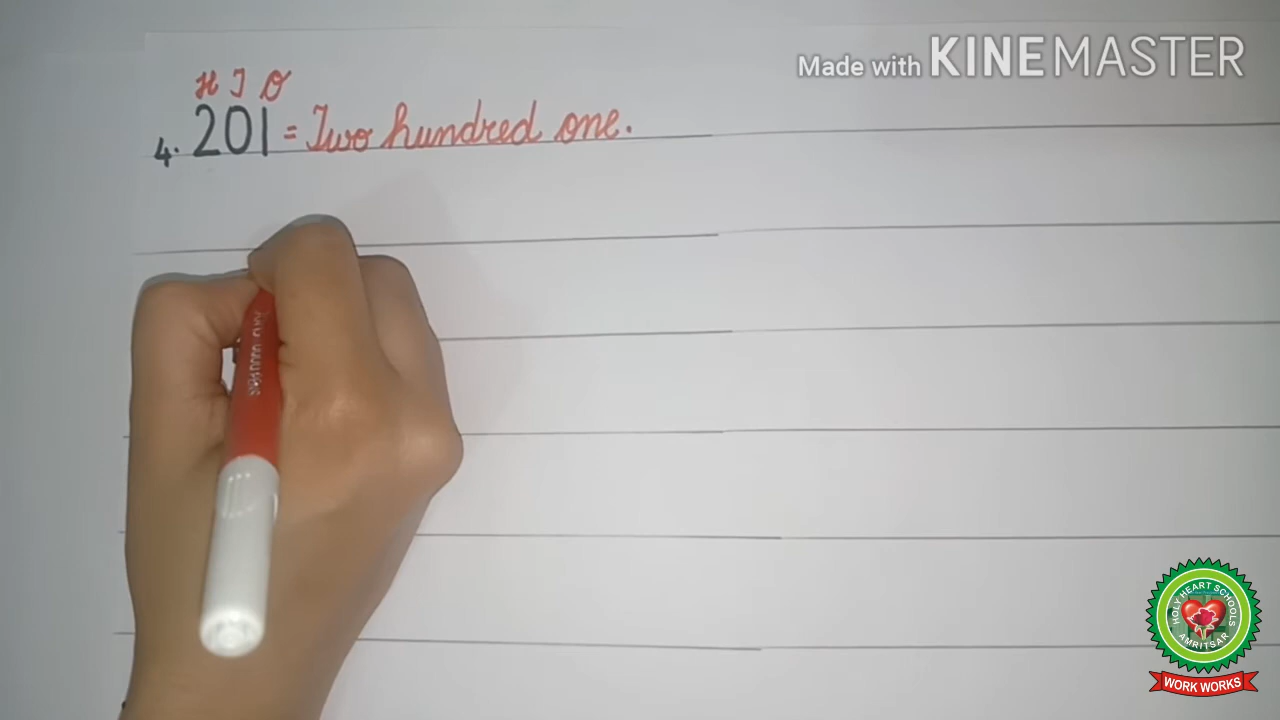 Made with KINEMASTER
H T O
4. 201 = Two hundred one.
HOLY HEART SCHOOLS
AMRITSAR
WORK WORKS